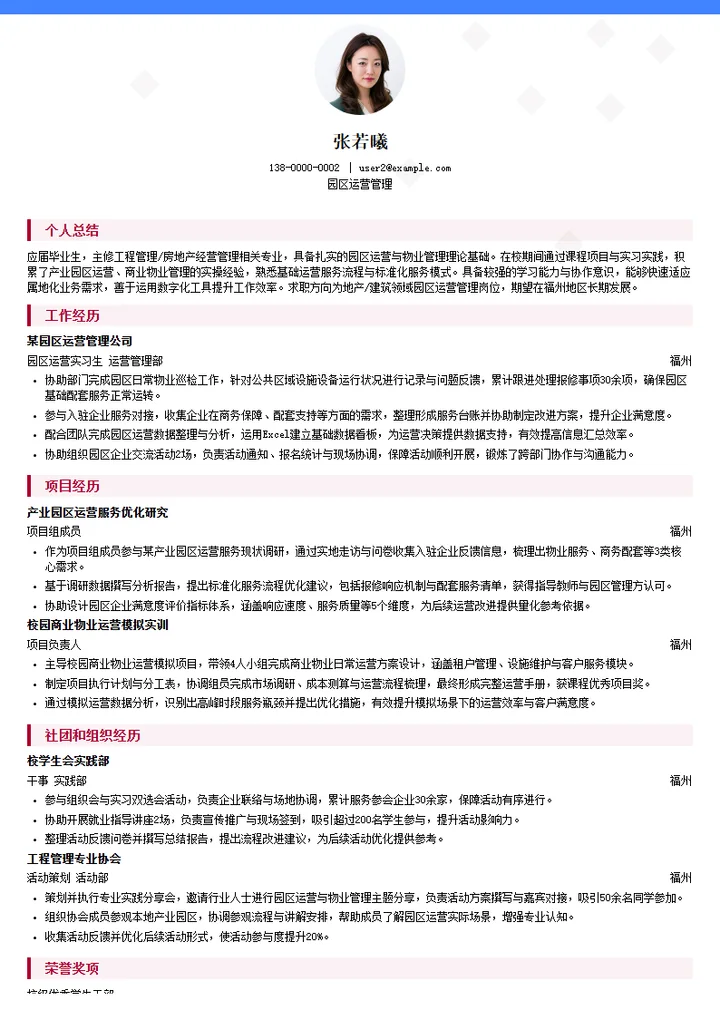 张若曦
138-0000-0002 | user2@example.com
园区运营管理
个人总结
应届毕业生，主修工程管理/房地产经营管理相关专业，具备扎实的园区运营与物业管理理论基础。在校期间通过课程项目与实习实践，积
累了产业园区运营、商业物业管理的实操经验，熟悉基础运营服务流程与标准化服务模式。具备较强的学习能力与协作意识，能够快速适应
属地化业务需求，善于运用数字化工具提升工作效率。求职方向为地产/建筑领域园区运营管理岗位，期望在福州地区长期发展。
工作经历
某园区运营管理公司
园区运营实习生 运营管理部 福州
• 协助部门完成园区日常物业巡检工作，针对公共区域设施设备运行状况进行记录与问题反馈，累计跟进处理报修事项30余项，确保园区
基础配套服务正常运转。
• 参与入驻企业服务对接，收集企业在商务保障、配套支持等方面的需求，整理形成服务台账并协助制定改进方案，提升企业满意度。
• 配合团队完成园区运营数据整理与分析，运用Excel建立基础数据看板，为运营决策提供数据支持，有效提高信息汇总效率。
• 协助组织园区企业交流活动2场，负责活动通知、报名统计与现场协调，保障活动顺利开展，锻炼了跨部门协作与沟通能力。
项目经历
产业园区运营服务优化研究
项目组成员 福州
• 作为项目组成员参与某产业园区运营服务现状调研，通过实地走访与问卷收集入驻企业反馈信息，梳理出物业服务、商务配套等3类核
心需求。
• 基于调研数据撰写分析报告，提出标准化服务流程优化建议，包括报修响应机制与配套服务清单，获得指导教师与园区管理方认可。
• 协助设计园区企业满意度评价指标体系，涵盖响应速度、服务质量等5个维度，为后续运营改进提供量化参考依据。
校园商业物业运营模拟实训
项目负责人 福州
• 主导校园商业物业运营模拟项目，带领4人小组完成商业物业日常运营方案设计，涵盖租户管理、设施维护与客户服务模块。
• 制定项目执行计划与分工表，协调组员完成市场调研、成本测算与运营流程梳理，最终形成完整运营手册，获课程优秀项目奖。
• 通过模拟运营数据分析，识别出高峰时段服务瓶颈并提出优化措施，有效提升模拟场景下的运营效率与客户满意度。
社团和组织经历
校学生会实践部
干事 实践部 福州
• 参与组织会与实习双选会活动，负责企业联络与场地协调，累计服务参会企业30余家，保障活动有序进行。
• 协助开展就业指导讲座2场，负责宣传推广与现场签到，吸引超过200名学生参与，提升活动影响力。
• 整理活动反馈问卷并撰写总结报告，提出流程改进建议，为后续活动优化提供参考。
工程管理专业协会
活动策划 活动部 福州
• 策划并执行专业实践分享会，邀请行业人士进行园区运营与物业管理主题分享，负责活动方案撰写与嘉宾对接，吸引50余名同学参加。
• 组织协会成员参观本地产业园区，协调参观流程与讲解安排，帮助成员了解园区运营实际场景，增强专业认知。
• 收集活动反馈并优化后续活动形式，使活动参与度提升20%。
荣誉奖项